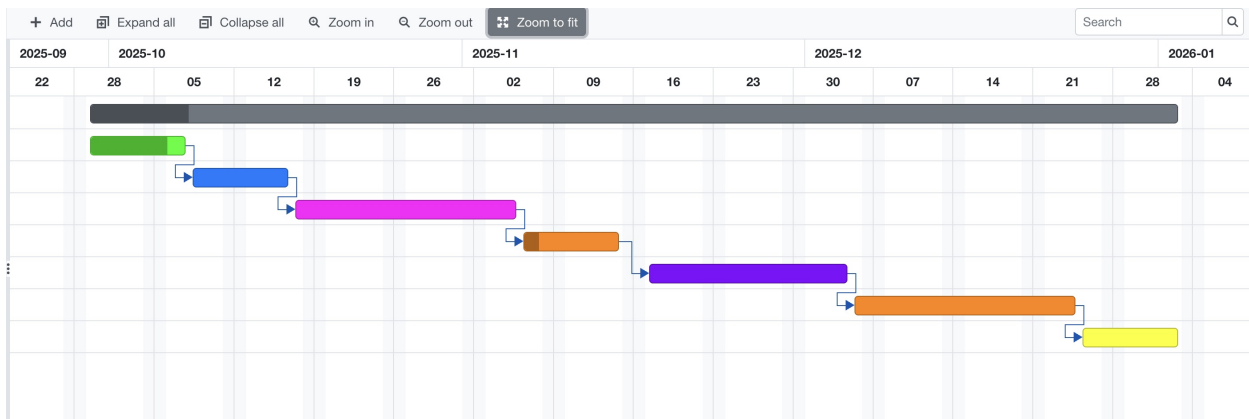 + Add Expand all Collapse all Zoom in Zoom out Zoom to fit Search
2025-09 2025-10 2025-11 2025-12 2026-01
22 28 05 12 19 26 02 09 16 23 30 07 14 21 28 04